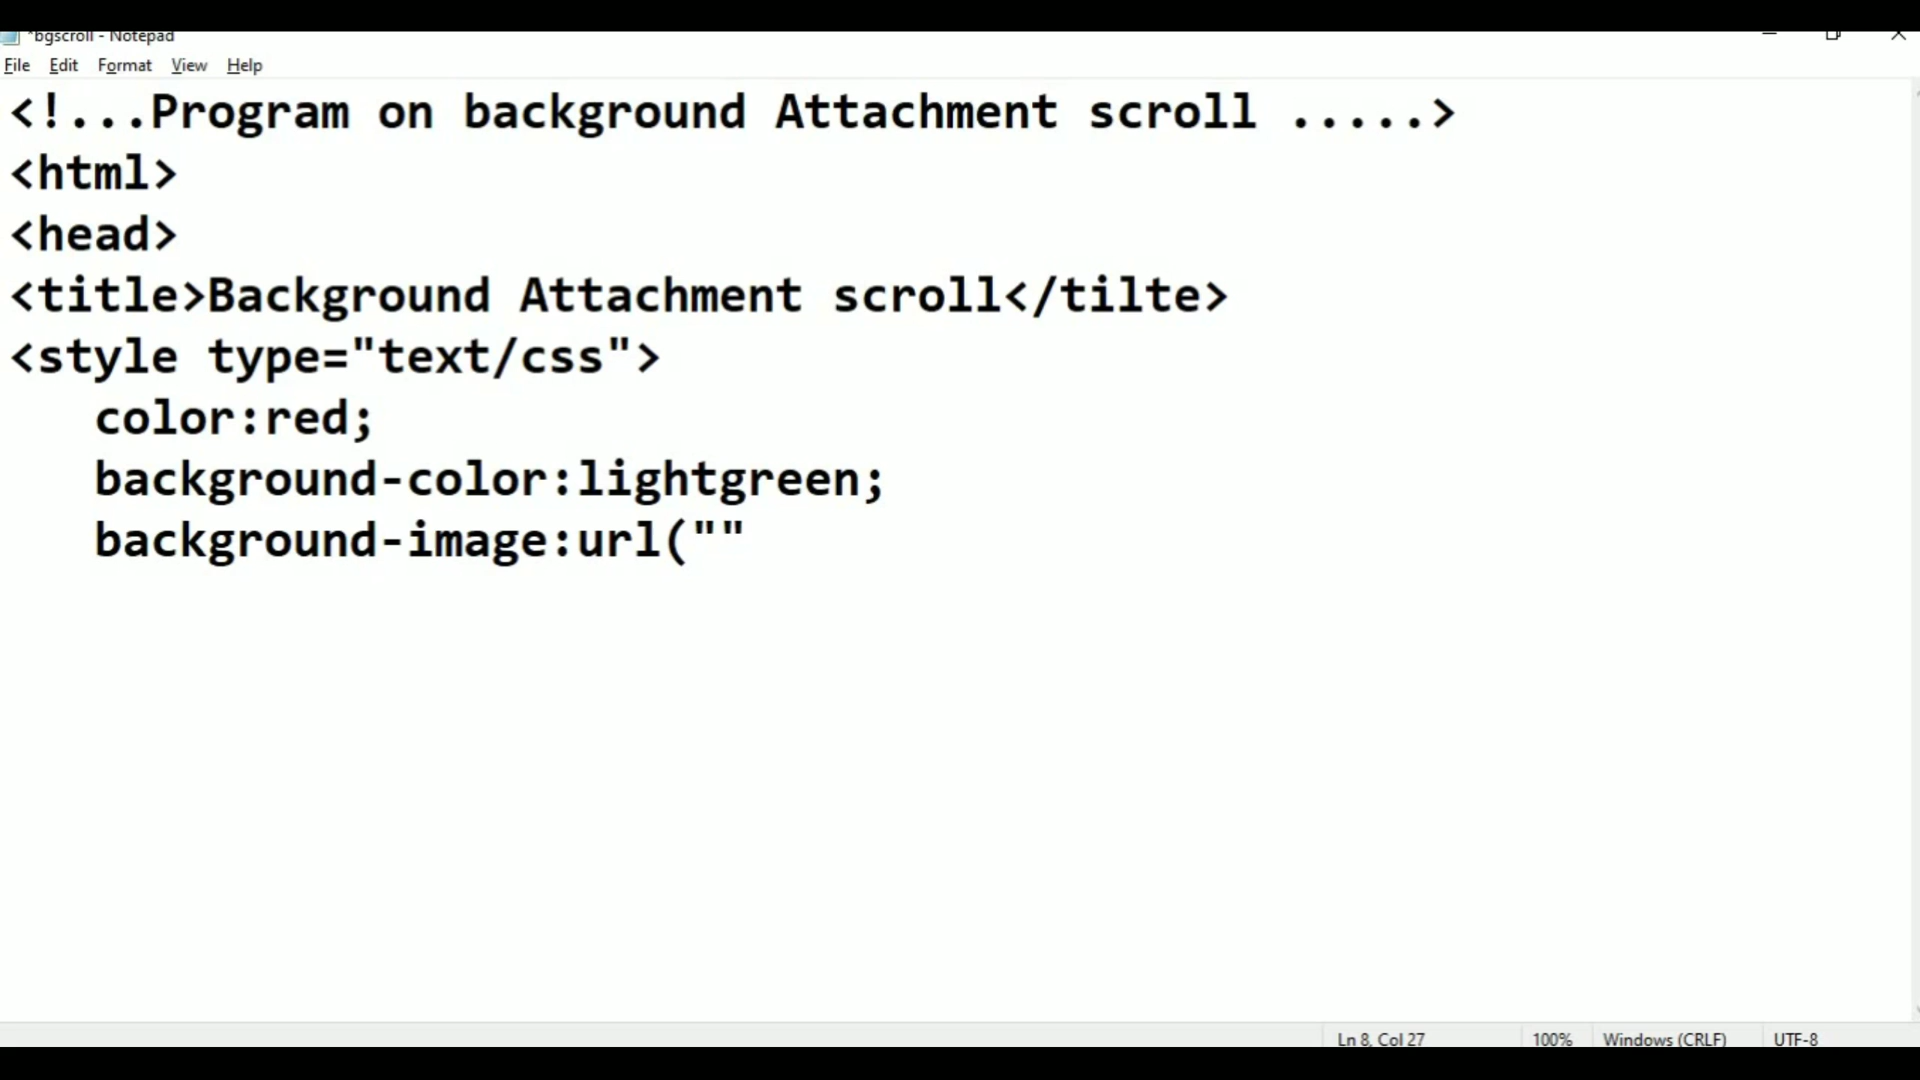 *bgscroll - Notepad
File Edit Format View Help
<!...Program on background Attachment scroll .....>
<html>
<head>
<title>Background Attachment scroll</tilte>
<style type="text/css">
   color:red;
   background-color:lightgreen;
   background-image:url(""
Ln 8, Col 27 100% Windows (CRLF) UTF-8